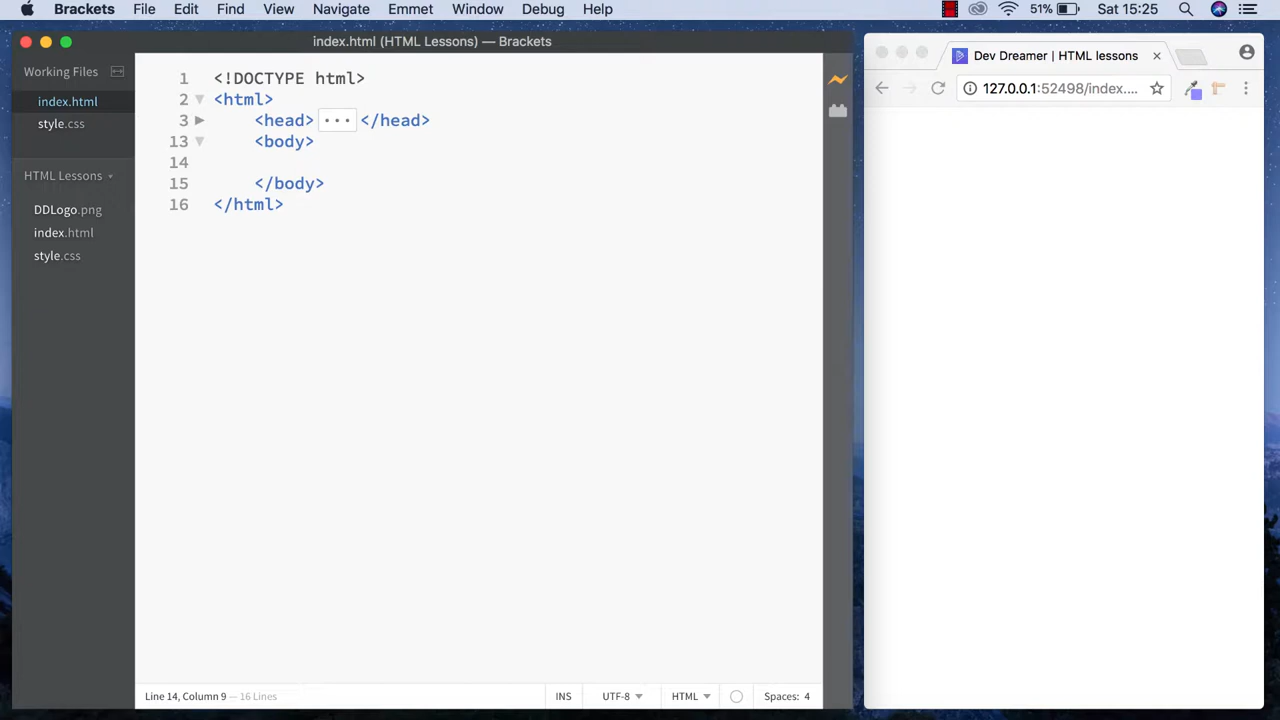 Brackets File Edit Find View Navigate Emmet Window Debug Help 51% Sat 15:25
index.html (HTML Lessons) — Brackets
Working Files
index.html
style.css
HTML Lessons
DDLogo.png
index.html
style.css
1 <!DOCTYPE html>
2 <html>
3 <head> ... </head>
13 <body>
14
15 </body>
16 </html>
Line 14, Column 9 — 16 Lines INS UTF-8 HTML Spaces: 4
Dev Dreamer | HTML lessons
127.0.0.1:52498/index....